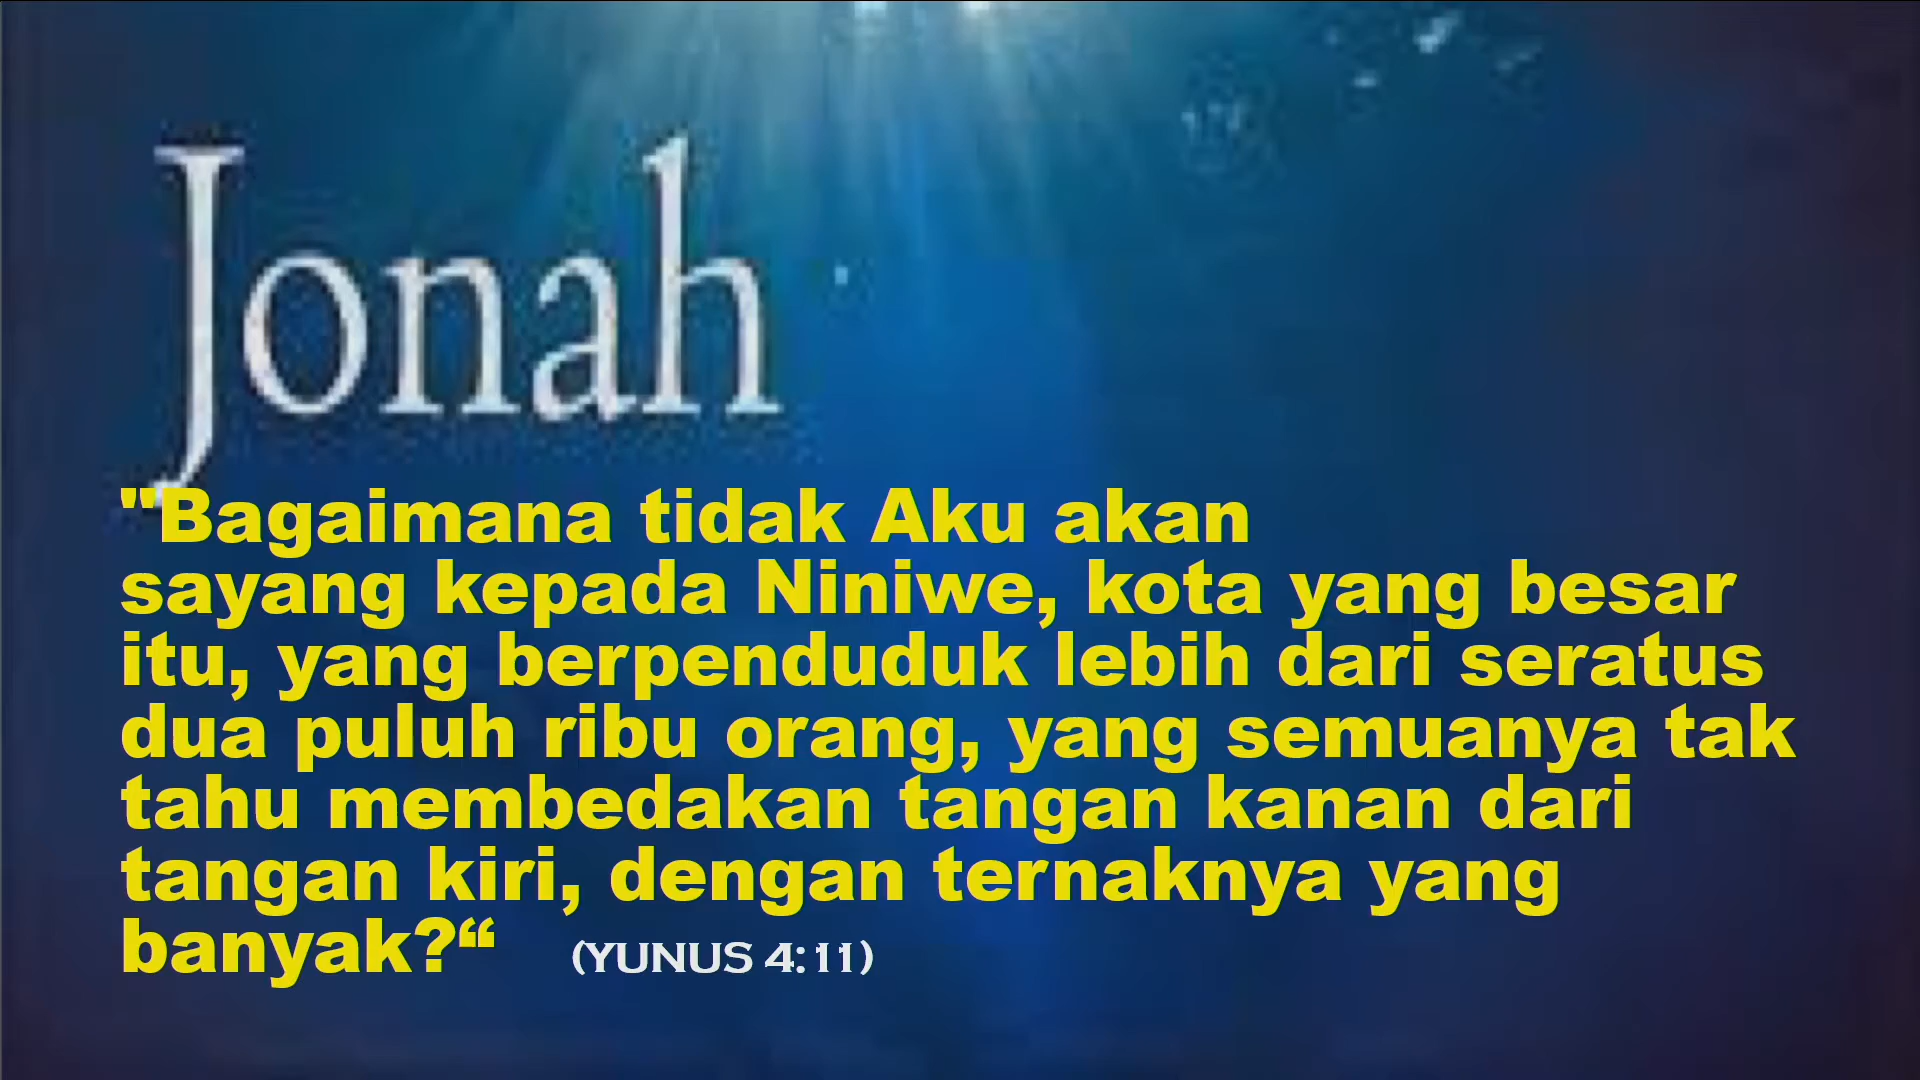 Jonah
"Bagaimana tidak Aku akan
sayang kepada Niniwe, kota yang besar
itu, yang berpenduduk lebih dari seratus
dua puluh ribu orang, yang semuanya tak
tahu membedakan tangan kanan dari
tangan kiri, dengan ternaknya yang
banyak?“ (YUNUS 4:11)